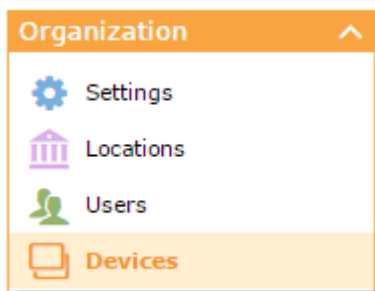 Organization
Settings
Locations
Users
Devices